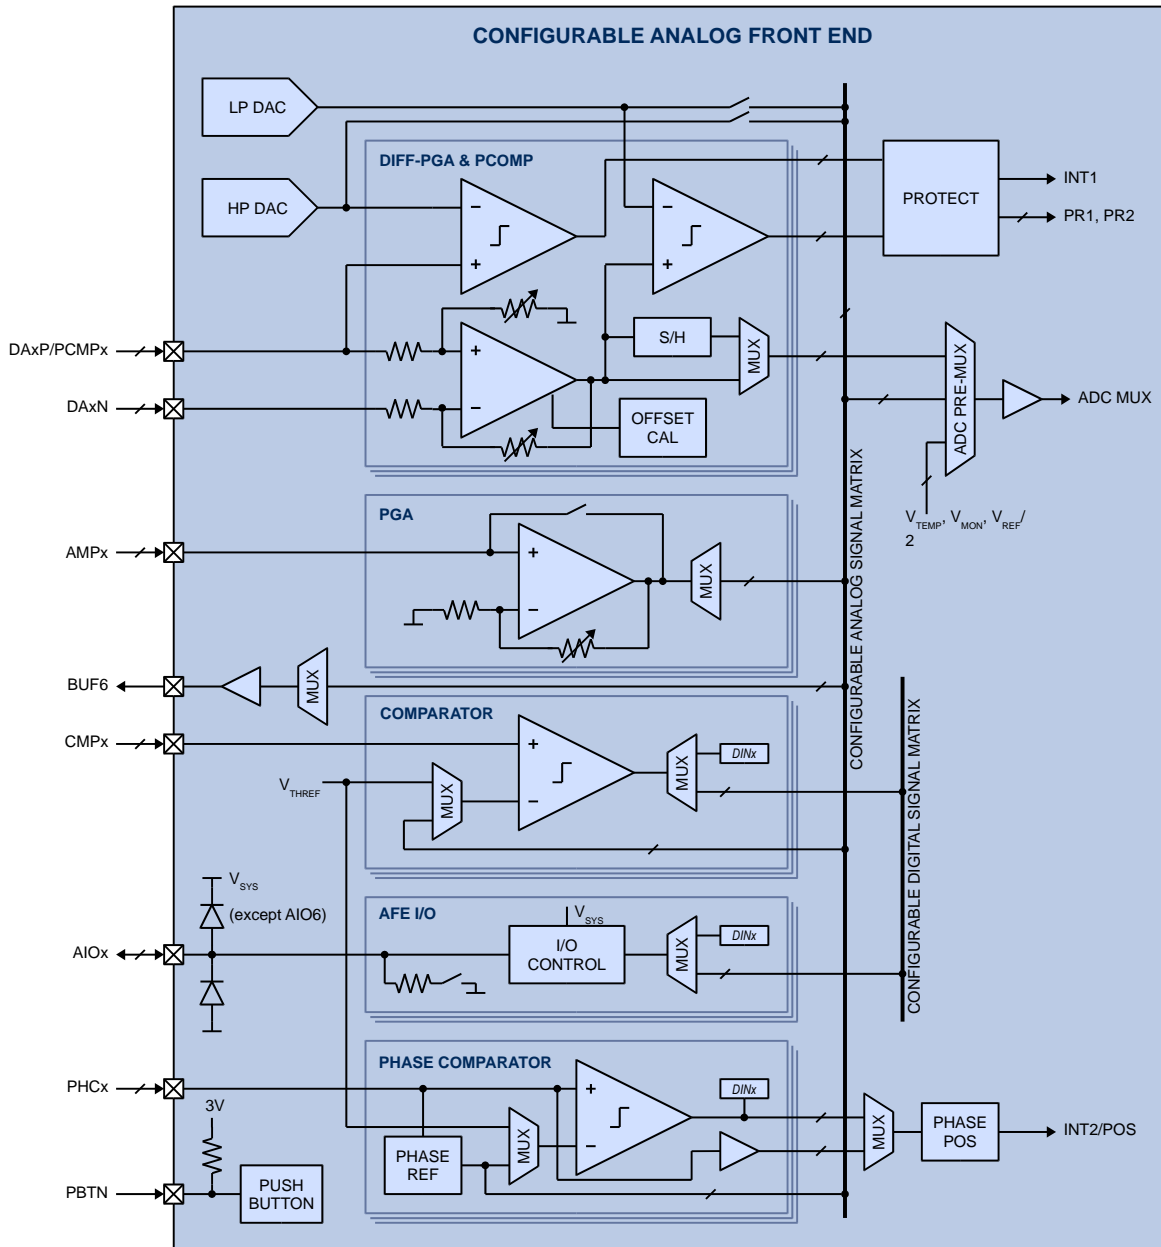 CONFIGURABLE ANALOG FRONT END
LP DAC
HP DAC
DIFF-PGA & PCOMP
−
+
−
+
PROTECT
INT1
PR1, PR2
DAxP/PCMPx
DAxN
+
−
S/H
MUX
OFFSET
CAL
ADC PRE-MUX
ADC MUX
VTEMP, VMON, VREF/
2
CONFIGURABLE ANALOG SIGNAL MATRIX
PGA
AMPx
+
−
MUX
BUF6
MUX
COMPARATOR
CMPx
VTHREF
MUX
+
−
MUX
DINx
CONFIGURABLE DIGITAL SIGNAL MATRIX
AFE I/O
VSYS
(except AIO6)
AIOx
VSYS
I/O
CONTROL
MUX
DINx
PHASE COMPARATOR
PHCx
3V
PBTN
PUSH
BUTTON
PHASE
REF
MUX
+
−
DINx
MUX
PHASE
POS
INT2/POS